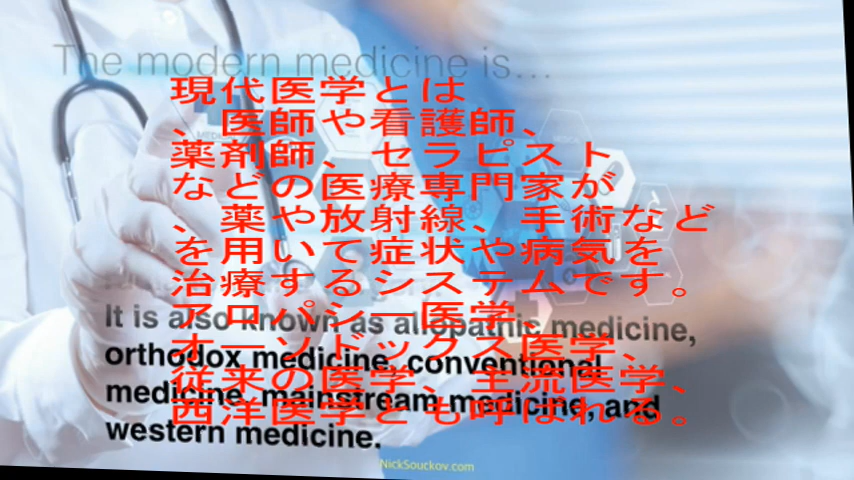 The modern medicine is...
現代医学とは
、医師や看護師、
薬剤師、セラピスト
などの医療専門家が
、薬や放射線、手術など
を用いて症状や病気を
治療するシステムです。
アロパシー医学、
オーソドックス医学、
従来の医学、主流医学、
西洋医学とも呼ばれる。
It is also known as allopathic medicine,
orthodox medicine, conventional
medicine, mainstream medicine, and
western medicine.
NickSouckov.com